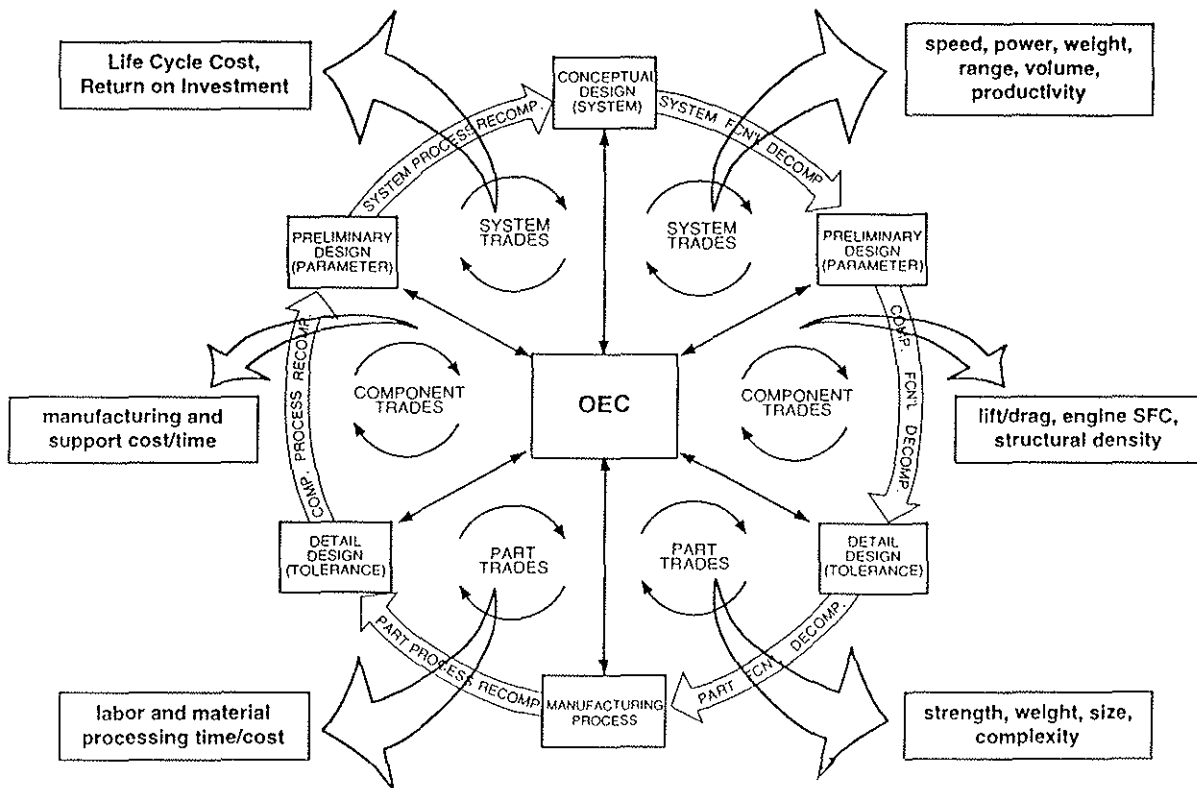 Life Cycle Cost,
Return on Investment
speed, power, weight,
range, volume,
productivity
CONCEPTUAL
DESIGN
(SYSTEM)
SYSTEM PROCESS RECOMP.
SYSTEM FCN'L DECOMP.
SYSTEM
TRADES
SYSTEM
TRADES
PRELIMINARY
DESIGN
(PARAMETER)
PRELIMINARY
DESIGN
(PARAMETER)
COMP. PROCESS RECOMP.
COMP. FCN'L DECOMP.
COMPONENT
TRADES
OEC
COMPONENT
TRADES
manufacturing and
support cost/time
lift/drag, engine SFC,
structural density
DETAIL
DESIGN
(TOLERANCE)
PART
TRADES
PART
TRADES
DETAIL
DESIGN
(TOLERANCE)
PART PROCESS RECOMP.
PART FCN'L DECOMP.
MANUFACTURING
PROCESS
labor and material
processing time/cost
strength, weight, size,
complexity